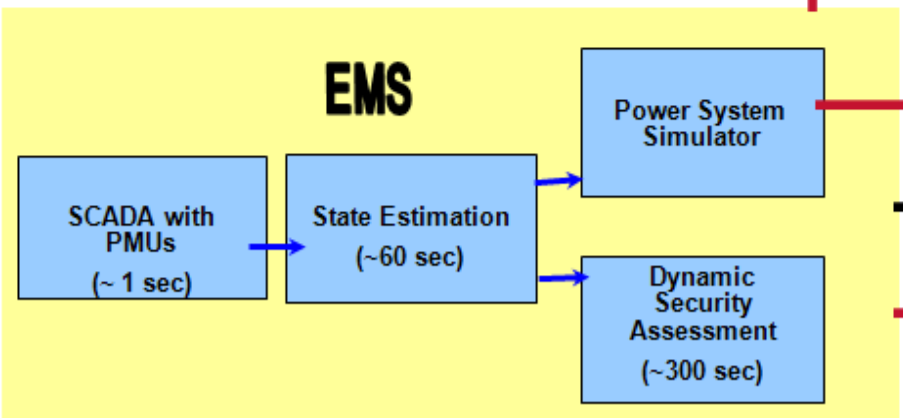 EMS
SCADA with
PMUs
(~ 1 sec)
State Estimation
(~60 sec)
Power System
Simulator
Dynamic
Security
Assessment
(~300 sec)